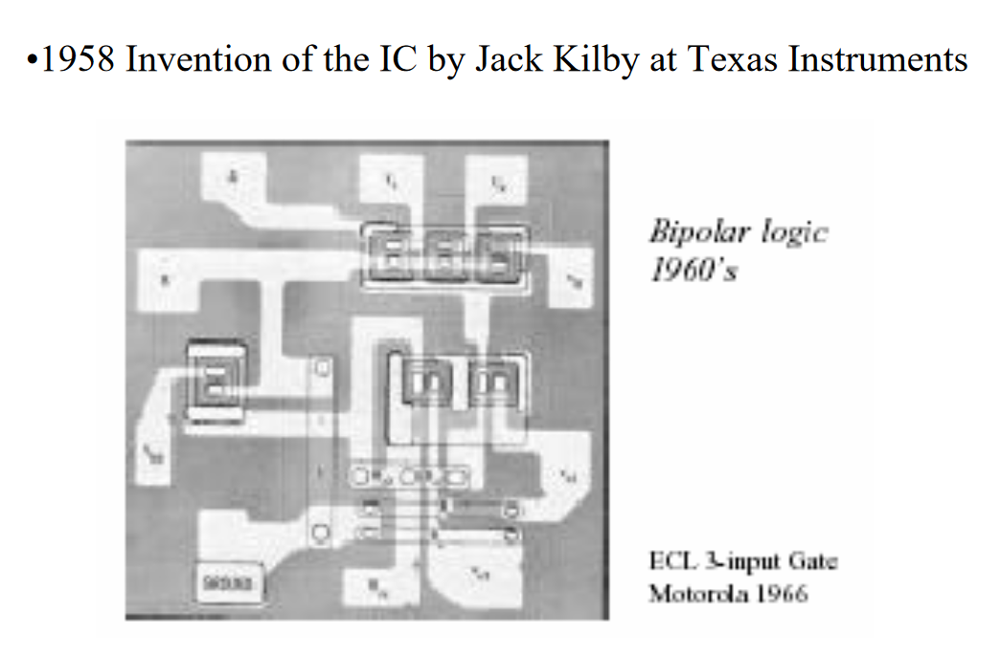 •1958 Invention of the IC by Jack Kilby at Texas Instruments
Bipolar logic
1960's
GROUND
ECL 3-input Gate
Motorola 1966